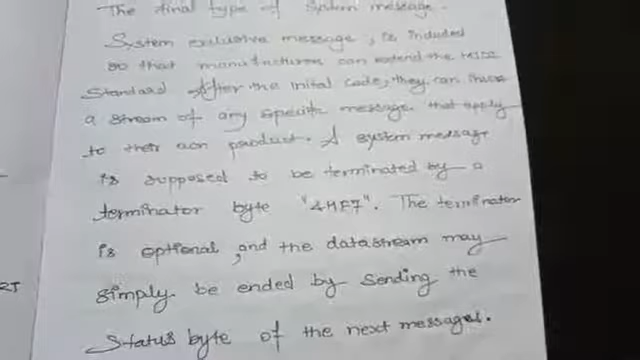 The final type of system message.
System exclusive message, is included
so that manufacturers can extend the MIDI
Standard After the inital code, they can
a stream of any specific message that apply
to their own product. A system message
is supposed to be terminated by a
terminator byte "&HF7". The terminator
is optional, and the datastream may
simply be ended by sending the
Status byte of the next messages.